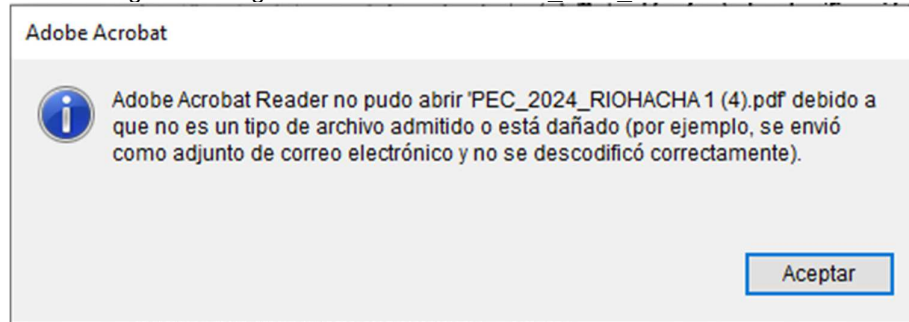 Adobe Acrobat
Adobe Acrobat Reader no pudo abrir 'PEC_2024_RIOHACHA 1 (4).pdf' debido a
que no es un tipo de archivo admitido o está dañado (por ejemplo, se envió
como adjunto de correo electrónico y no se descodificó correctamente).
Aceptar